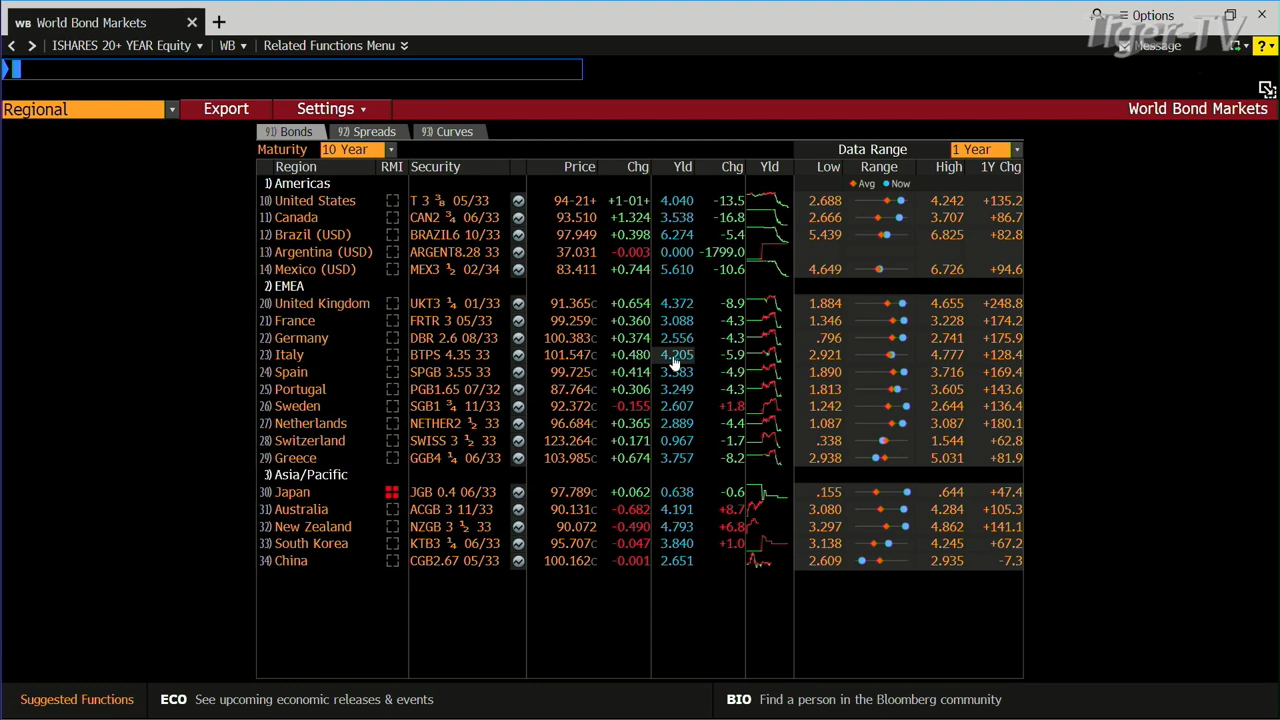 WB World Bond Markets
Options
Tiger-TV
ISHARES 20+ YEAR Equity WB Related Functions Menu Message ?
Regional Export Settings World Bond Markets
91) Bonds 92) Spreads 93) Curves
Maturity 10 Year Data Range 1 Year
Region RMI Security Price Chg Yld Chg Yld Low Range High 1Y Chg
1) Americas Avg Now
10) United States T 3 3/8 05/33 94-21+ +1-01+ 4.040 -13.5 2.688 4.242 +135.2
11) Canada CAN2 3/4 06/33 93.510 +1.324 3.538 -16.8 2.666 3.707 +86.7
12) Brazil (USD) BRAZIL6 10/33 97.949 +0.398 6.274 -5.4 5.439 6.825 +82.8
13) Argentina (USD) ARGENT8.28 33 37.031 -0.003 0.000 -1799.0
14) Mexico (USD) MEX3 1/2 02/34 83.411 +0.744 5.610 -10.6 4.649 6.726 +94.6
2) EMEA
20) United Kingdom UKT3 1/4 01/33 91.365c +0.654 4.372 -8.9 1.884 4.655 +248.8
21) France FRTR 3 05/33 99.259c +0.360 3.088 -4.3 1.346 3.228 +174.2
22) Germany DBR 2.6 08/33 100.383c +0.374 2.556 -4.3 .796 2.741 +175.9
23) Italy BTPS 4.35 33 101.547c +0.480 4.205 -5.9 2.921 4.777 +128.4
24) Spain SPGB 3.55 33 99.725c +0.414 3.583 -4.9 1.890 3.716 +169.4
25) Portugal PGB1.65 07/32 87.764c +0.306 3.249 -4.3 1.813 3.605 +143.6
26) Sweden SGB1 3/4 11/33 92.372c -0.155 2.607 +1.8 1.242 2.644 +136.4
27) Netherlands NETHER2 1/2 33 96.684c +0.365 2.889 -4.4 1.087 3.087 +180.1
28) Switzerland SWISS 3 1/2 33 123.264c +0.171 0.967 -1.7 .338 1.544 +62.8
29) Greece GGB4 1/4 06/33 103.985c +0.674 3.757 -8.2 2.938 5.031 +81.9
3) Asia/Pacific
30) Japan JGB 0.4 06/33 97.789c +0.062 0.638 -0.6 .155 .644 +47.4
31) Australia ACGB 3 11/33 90.131c -0.682 4.191 +8.7 3.080 4.284 +105.3
32) New Zealand NZGB 3 1/2 33 90.072 -0.490 4.793 +6.8 3.297 4.862 +141.1
33) South Korea KTB3 1/4 06/33 95.707c -0.047 3.840 +1.0 3.138 4.245 +67.2
34) China CGB2.67 05/33 100.162c -0.001 2.651 2.609 2.935 -7.3
Suggested Functions ECO See upcoming economic releases & events BIO Find a person in the Bloomberg community